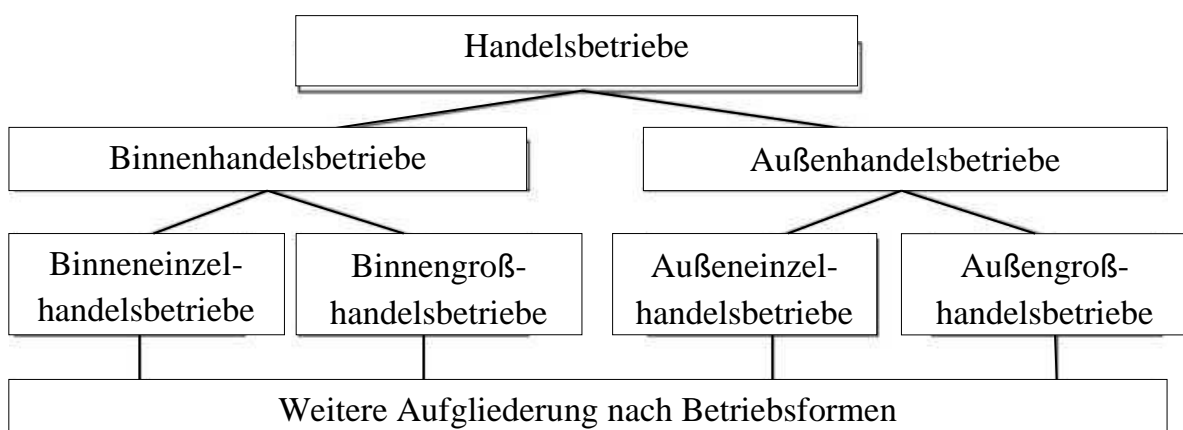 Handelsbetriebe
Binnenhandelsbetriebe
Außenhandelsbetriebe
Binneneinzel-
handelsbetriebe
Binnengroß-
handelsbetriebe
Außeneinzel-
handelsbetriebe
Außengroß-
handelsbetriebe
Weitere Aufgliederung nach Betriebsformen